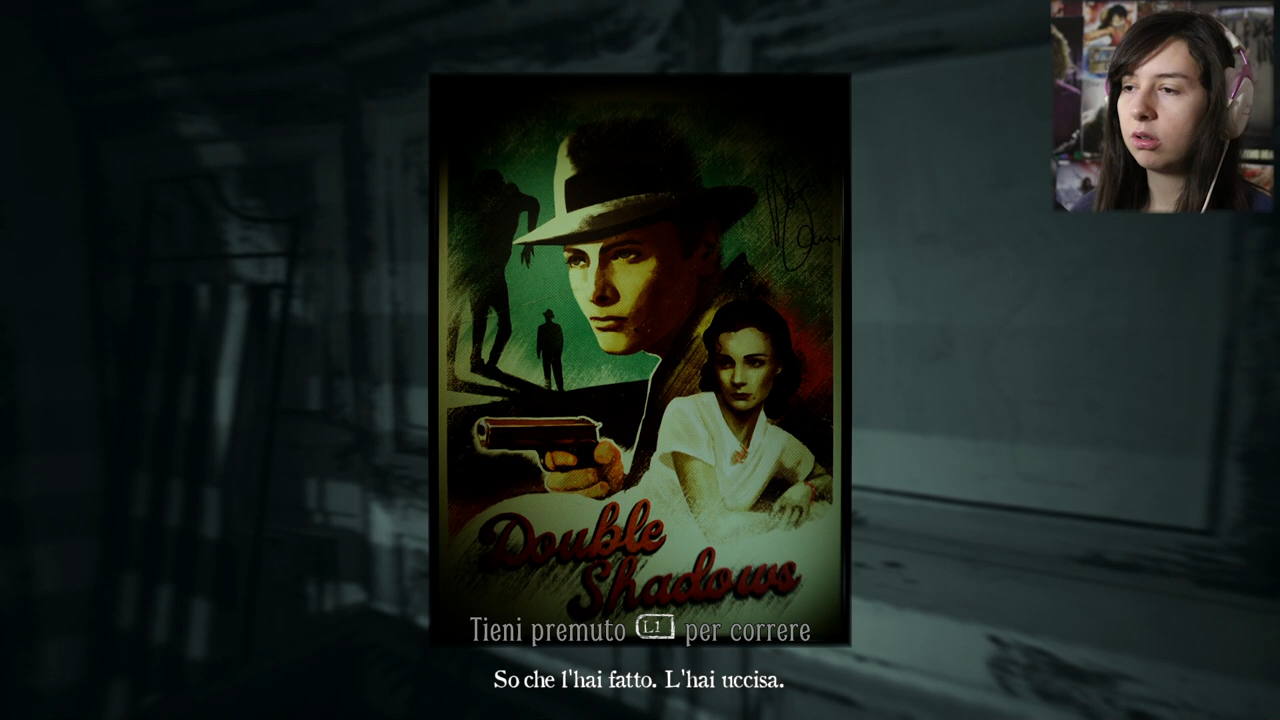 Double
Shadows
Tieni premuto L1 per correre
So che l'hai fatto. L'hai uccisa.